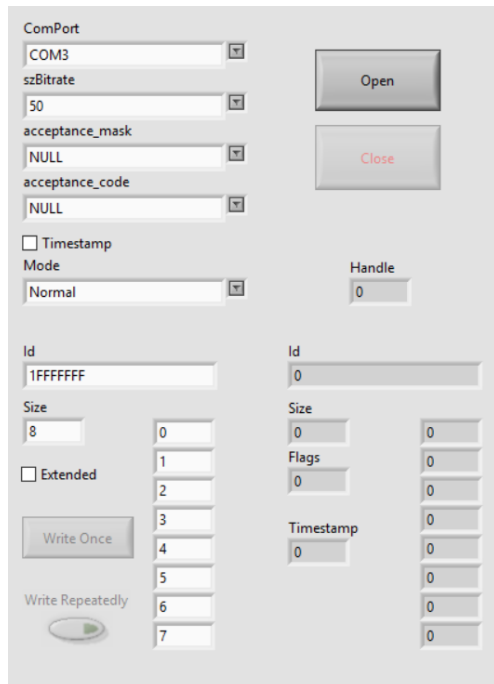 ComPort
COM3
szBitrate
50
acceptance_mask
NULL
acceptance_code
NULL
Timestamp
Mode
Normal
Open
Close
Handle
0
Id
1FFFFFFF
Size
8
Extended
Write Once
Write Repeatedly
0
1
2
3
4
5
6
7
Id
0
Size
0
Flags
0
Timestamp
0
0
0
0
0
0
0
0
0